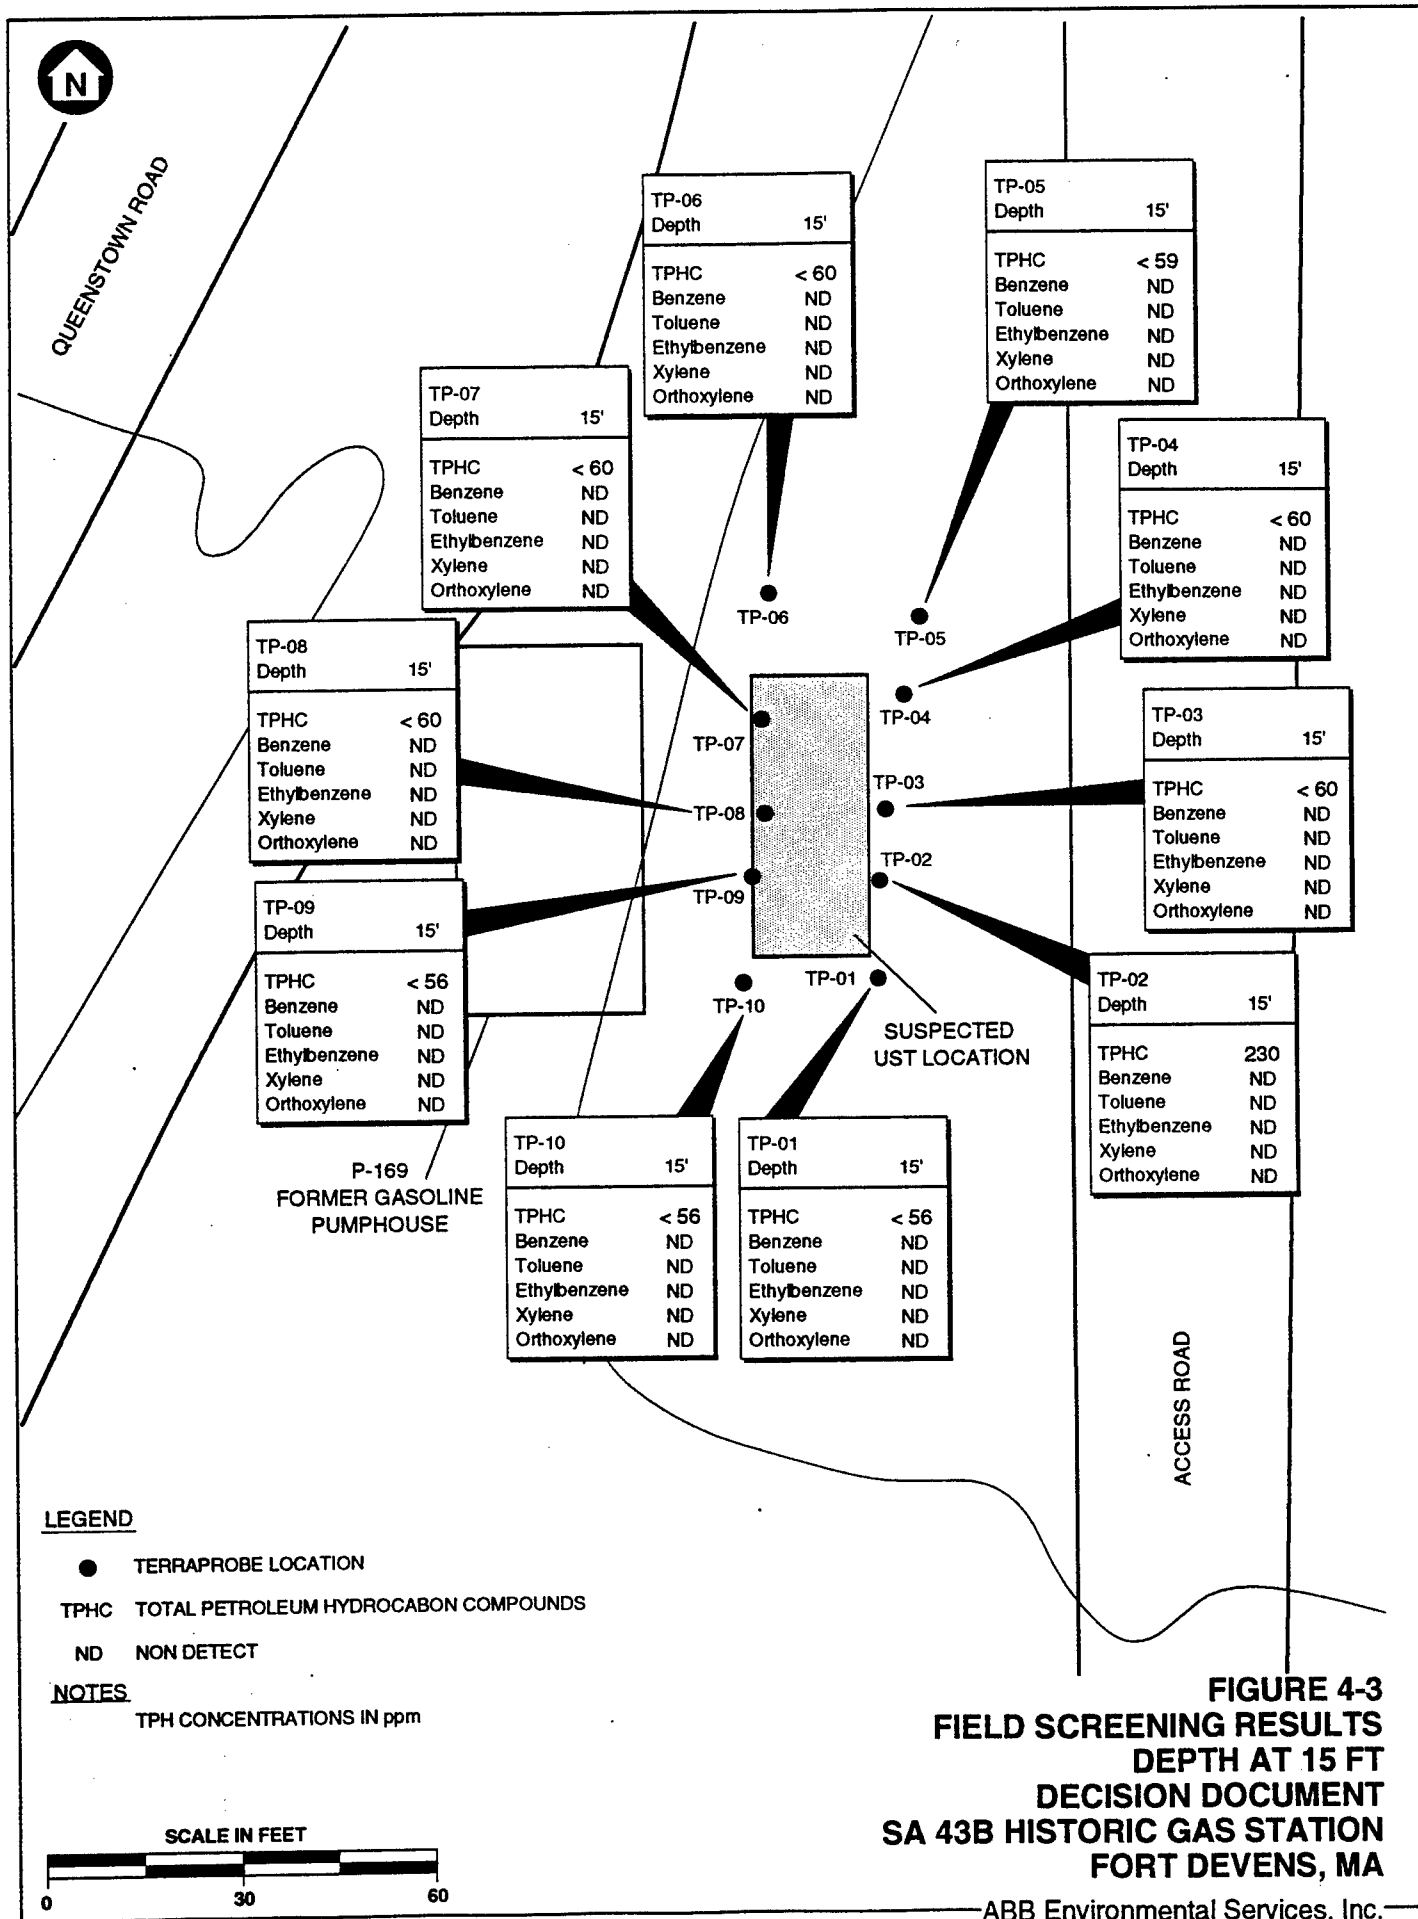 N
QUEENSTOWN ROAD
TP-06
Depth 15'
TPHC < 60
Benzene ND
Toluene ND
Ethylbenzene ND
Xylene ND
Orthoxylene ND
TP-05
Depth 15'
TPHC < 59
Benzene ND
Toluene ND
Ethylbenzene ND
Xylene ND
Orthoxylene ND
TP-07
Depth 15'
TPHC < 60
Benzene ND
Toluene ND
Ethylbenzene ND
Xylene ND
Orthoxylene ND
TP-04
Depth 15'
TPHC < 60
Benzene ND
Toluene ND
Ethylbenzene ND
Xylene ND
Orthoxylene ND
TP-08
Depth 15'
TPHC < 60
Benzene ND
Toluene ND
Ethylbenzene ND
Xylene ND
Orthoxylene ND
TP-03
Depth 15'
TPHC < 60
Benzene ND
Toluene ND
Ethylbenzene ND
Xylene ND
Orthoxylene ND
TP-09
Depth 15'
TPHC < 56
Benzene ND
Toluene ND
Ethylbenzene ND
Xylene ND
Orthoxylene ND
TP-02
Depth 15'
TPHC 230
Benzene ND
Toluene ND
Ethylbenzene ND
Xylene ND
Orthoxylene ND
TP-10
Depth 15'
TPHC < 56
Benzene ND
Toluene ND
Ethylbenzene ND
Xylene ND
Orthoxylene ND
TP-01
Depth 15'
TPHC < 56
Benzene ND
Toluene ND
Ethylbenzene ND
Xylene ND
Orthoxylene ND
TP-06
TP-05
TP-04
TP-07
TP-03
TP-08
TP-02
TP-09
TP-01
TP-10
SUSPECTED
UST LOCATION
P-169
FORMER GASOLINE
PUMPHOUSE
ACCESS ROAD
LEGEND
TERRAPROBE LOCATION
TPHC TOTAL PETROLEUM HYDROCABON COMPOUNDS
ND NON DETECT
NOTES
TPH CONCENTRATIONS IN ppm
SCALE IN FEET
0 30 60
FIGURE 4-3
FIELD SCREENING RESULTS
DEPTH AT 15 FT
DECISION DOCUMENT
SA 43B HISTORIC GAS STATION
FORT DEVENS, MA
ABB Environmental Services, Inc.